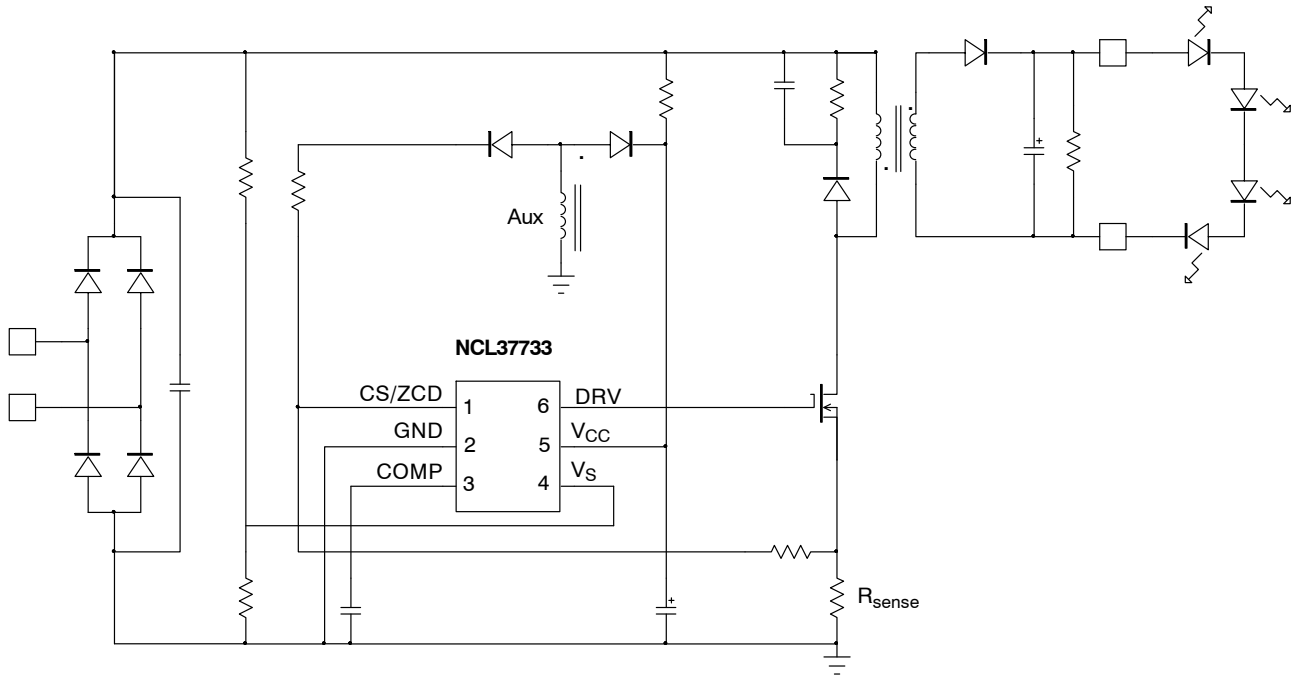 Aux
NCL37733
CS/ZCD 1 6 DRV
GND 2 5 VCC
COMP 3 4 VS
Rsense
+
+